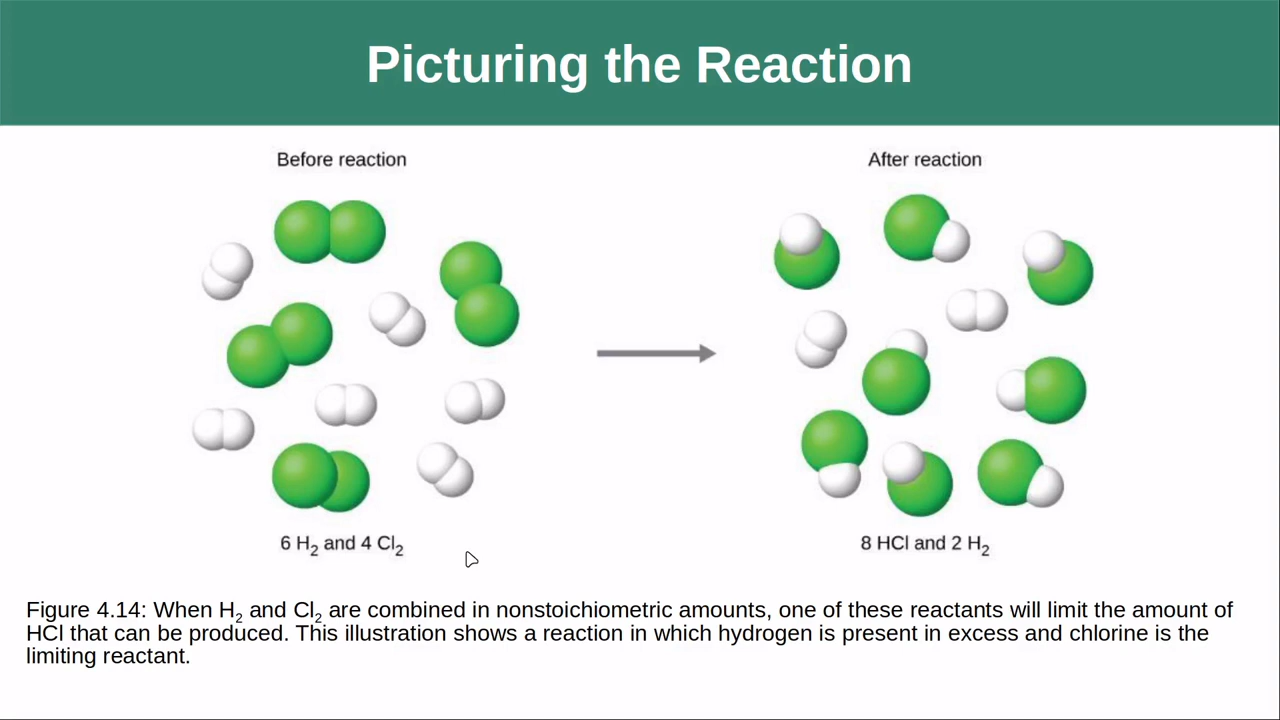 Picturing the Reaction
Before reaction
After reaction
6 H₂ and 4 Cl₂
8 HCl and 2 H₂
Figure 4.14: When H₂ and Cl₂ are combined in nonstoichiometric amounts, one of these reactants will limit the amount of
HCl that can be produced. This illustration shows a reaction in which hydrogen is present in excess and chlorine is the
limiting reactant.